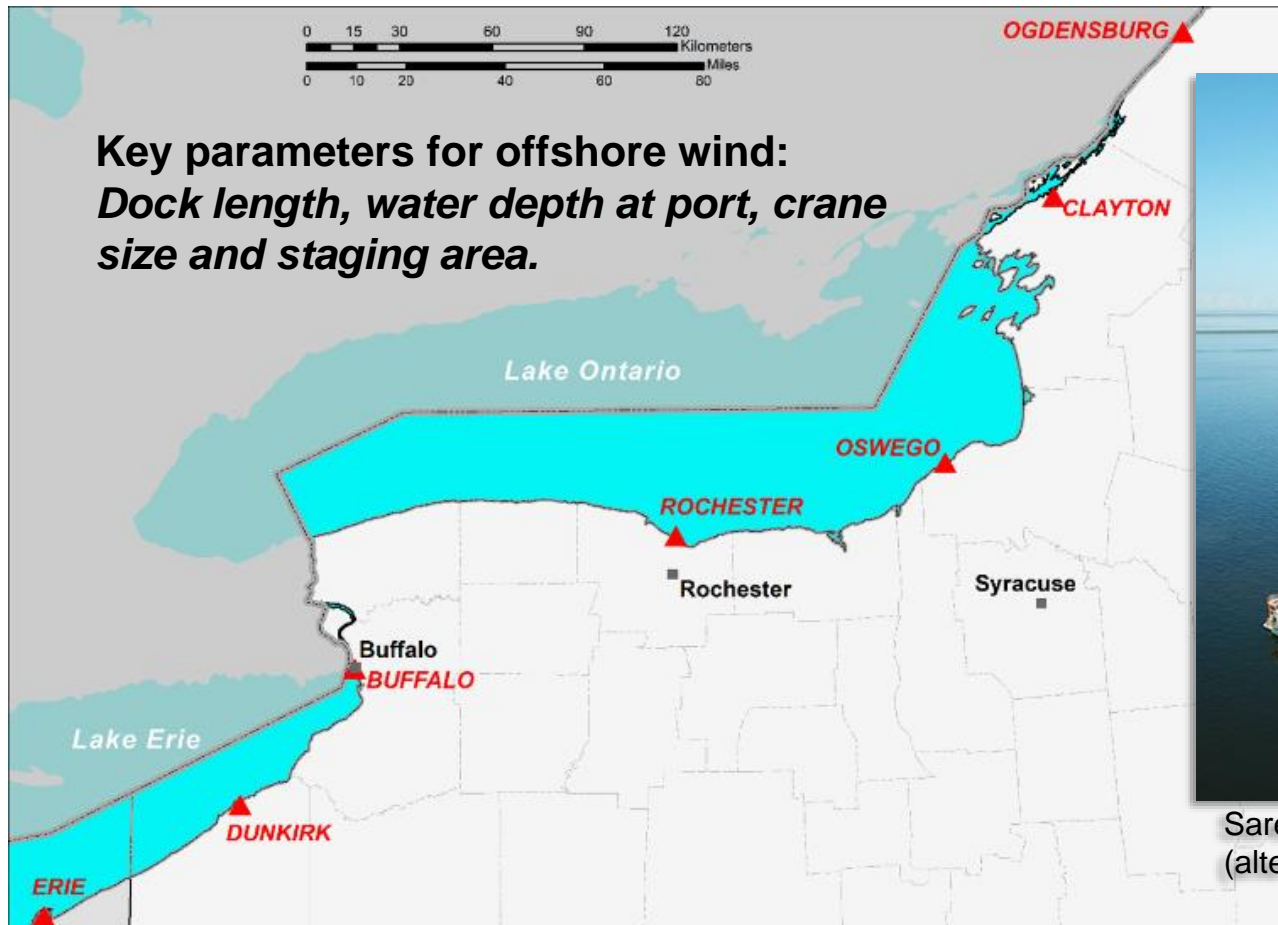 0 15 30 60 90 120
Kilometers
Miles
0 10 20 40 60 80
OGDENSBURG
Key parameters for offshore wind:
Dock length, water depth at port, crane
size and staging area.
CLAYTON
Lake Ontario
OSWEGO
ROCHESTER
Rochester
Syracuse
Buffalo
BUFFALO
Lake Erie
DUNKIRK
ERIE
Sare
(alte